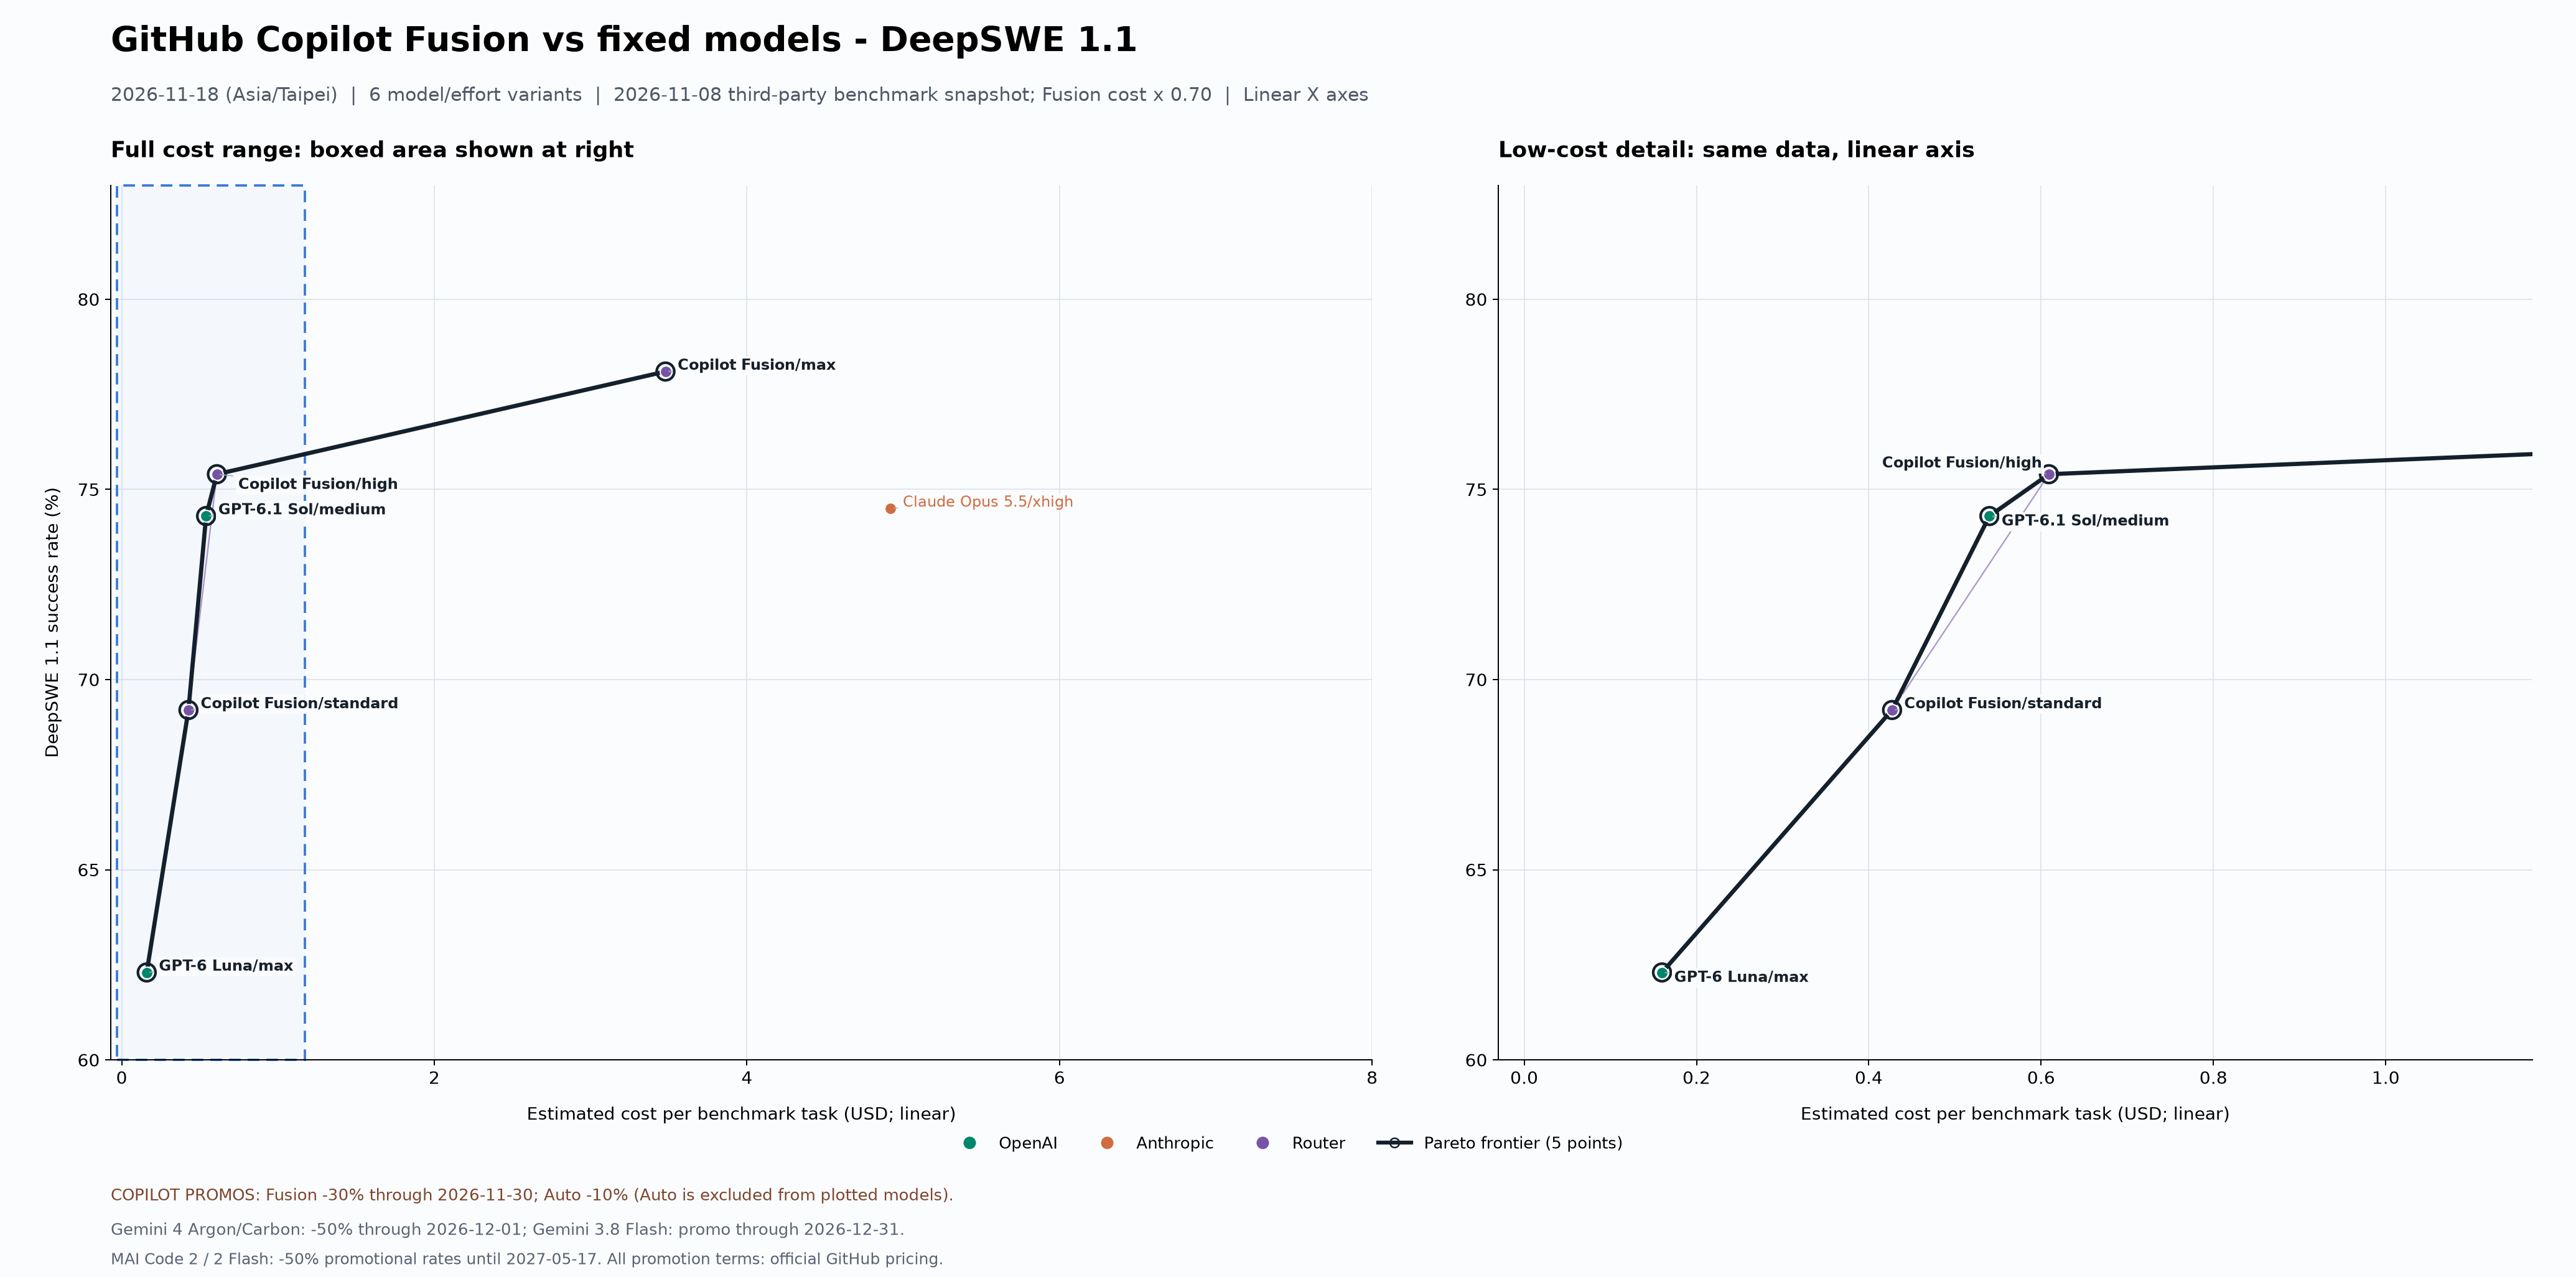 GitHub Copilot Fusion vs fixed models - DeepSWE 1.1
2026-11-18 (Asia/Taipei) | 6 model/effort variants | 2026-11-08 third-party benchmark snapshot; Fusion cost x 0.70 | Linear X axes
Full cost range: boxed area shown at right
80
75
70
65
60
DeepSWE 1.1 success rate (%)
Copilot Fusion/max
Copilot Fusion/high
GPT-6.1 Sol/medium
Claude Opus 5.5/xhigh
Copilot Fusion/standard
GPT-6 Luna/max
0 2 4 6 8
Estimated cost per benchmark task (USD; linear)
Low-cost detail: same data, linear axis
80
75
70
65
60
Copilot Fusion/high
GPT-6.1 Sol/medium
Copilot Fusion/standard
GPT-6 Luna/max
0.0 0.2 0.4 0.6 0.8 1.0
Estimated cost per benchmark task (USD; linear)
OpenAI Anthropic Router Pareto frontier (5 points)
COPILOT PROMOS: Fusion -30% through 2026-11-30; Auto -10% (Auto is excluded from plotted models).
Gemini 4 Argon/Carbon: -50% through 2026-12-01; Gemini 3.8 Flash: promo through 2026-12-31.
MAI Code 2 / 2 Flash: -50% promotional rates until 2027-05-17. All promotion terms: official GitHub pricing.